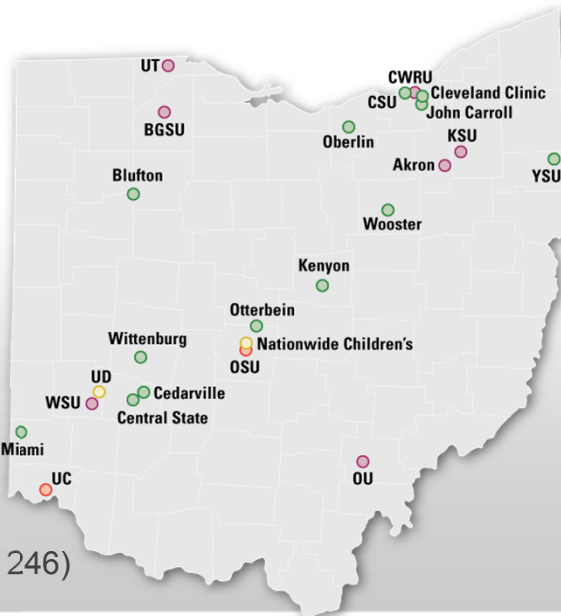 UT
CWRU
Cleveland Clinic
CSU
John Carroll
BGSU
Oberlin
KSU
Akron
YSU
Blufton
Wooster
Kenyon
Otterbein
Wittenburg
Nationwide Children's
OSU
UD
Cedarville
WSU
Central State
Miami
OU
UC
246)